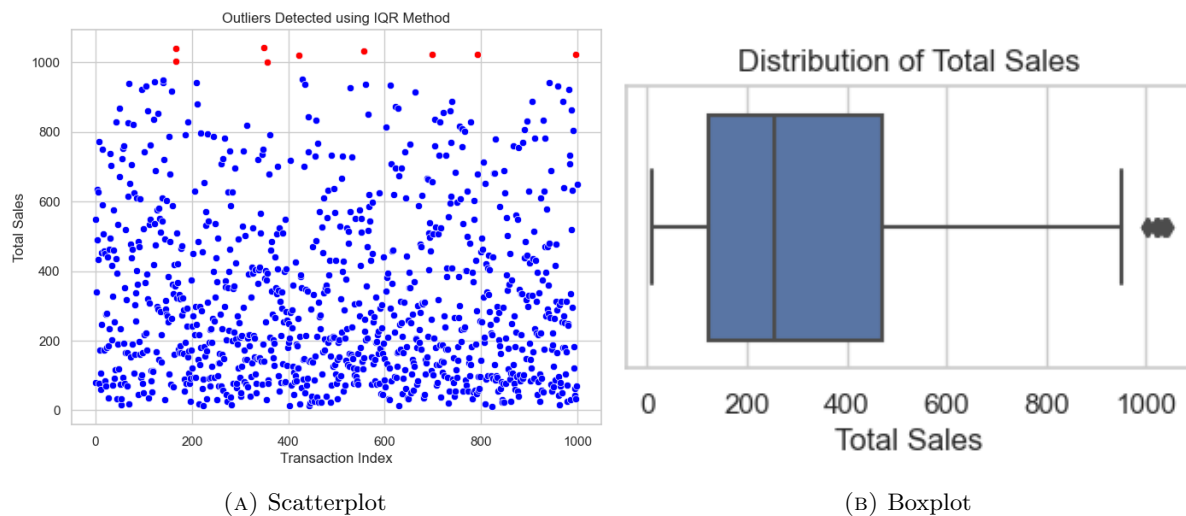 Outliers Detected using IQR Method
1000
800
600
400
200
0
Total Sales
0 200 400 600 800 1000
Transaction Index
(A) Scatterplot
Distribution of Total Sales
0 200 400 600 800 1000
Total Sales
(B) Boxplot